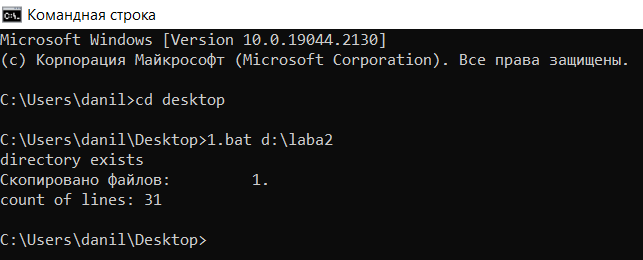 Командная строка
Microsoft Windows [Version 10.0.19044.2130]
(c) Корпорация Майкрософт (Microsoft Corporation). Все права защищены.
C:\Users\danil>cd desktop
C:\Users\danil\Desktop>1.bat d:\laba2
directory exists
Скопировано файлов:         1.
count of lines: 31
C:\Users\danil\Desktop>